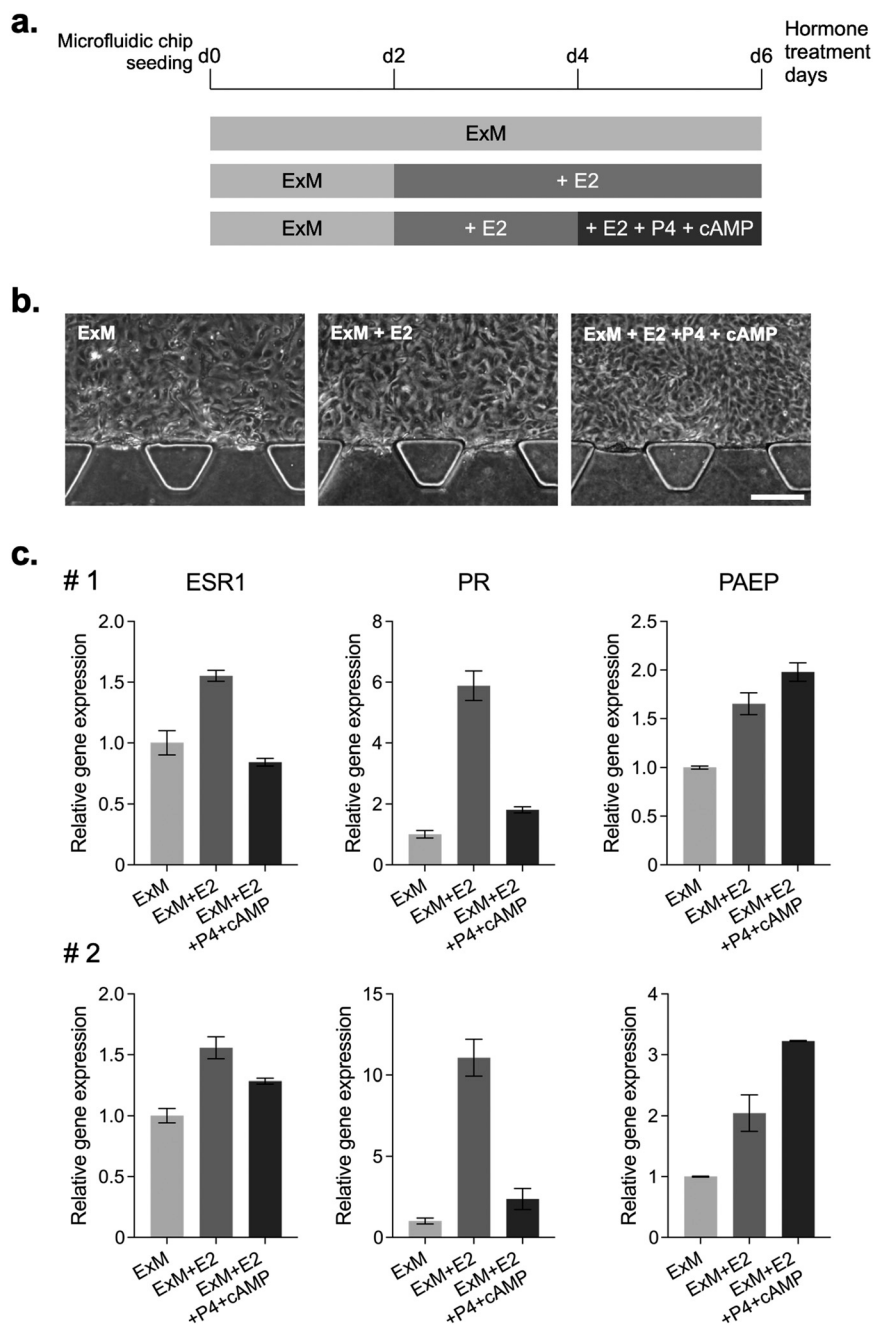 a.
Microfluidic chip
seeding
d0
d2
d4
d6
Hormone
treatment
days
ExM
ExM
+ E2
ExM
+ E2
+ E2 + P4 + cAMP
b.
ExM
ExM + E2
ExM + E2 +P4 + cAMP
c.
# 1
ESR1
PR
PAEP
Relative gene expression
2.0
1.5
1.0
0.5
0
ExM
ExM+E2
ExM+E2
+P4+cAMP
Relative gene expression
8
6
4
2
0
ExM
ExM+E2
ExM+E2
+P4+cAMP
Relative gene expression
2.5
2.0
1.5
1.0
0.5
0
ExM
ExM+E2
ExM+E2
+P4+cAMP
# 2
Relative gene expression
2.0
1.5
1.0
0.5
0
ExM
ExM+E2
ExM+E2
+P4+cAMP
Relative gene expression
15
10
5
0
ExM
ExM+E2
ExM+E2
+P4+cAMP
Relative gene expression
4
3
2
1
0
ExM
ExM+E2
ExM+E2
+P4+cAMP